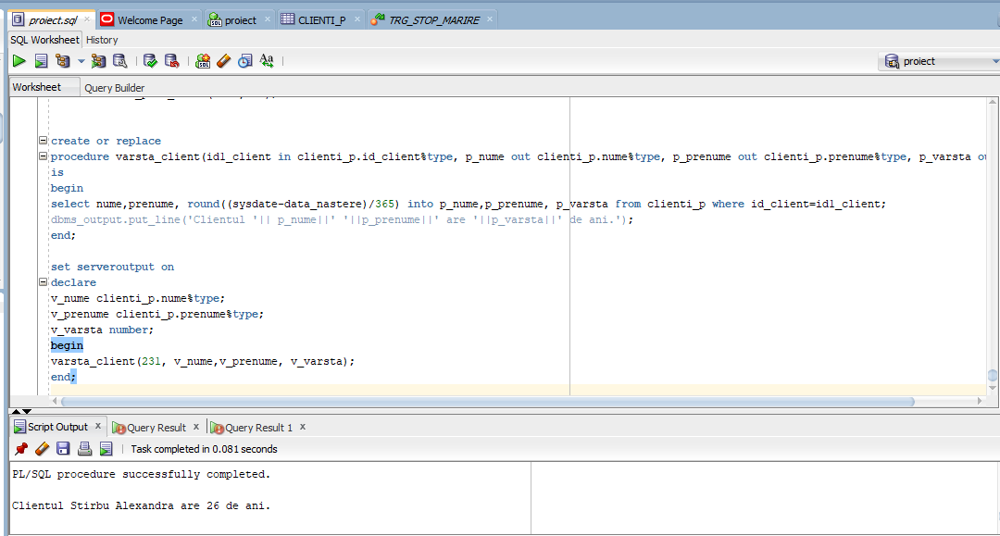 proiect.sql Welcome Page proiect CLIENTI_P TRG_STOP_MARIRE
SQL Worksheet History
proiect
Worksheet Query Builder
create or replace
procedure varsta_client(idl_client in clienti_p.id_client%type, p_nume out clienti_p.nume%type, p_prenume out clienti_p.prenume%type, p_varsta ou
is
begin
select nume,prenume, round((sysdate-data_nastere)/365) into p_nume,p_prenume, p_varsta from clienti_p where id_client=idl_client;
dbms_output.put_line('Clientul '|| p_nume||' '||p_prenume||' are '||p_varsta||' de ani.');
end;
set serveroutput on
declare
v_nume clienti_p.nume%type;
v_prenume clienti_p.prenume%type;
v_varsta number;
begin
varsta_client(231, v_nume,v_prenume, v_varsta);
end;
Script Output x Query Result x Query Result 1 x
Task completed in 0.081 seconds
PL/SQL procedure successfully completed.
Clientul Stirbu Alexandra are 26 de ani.